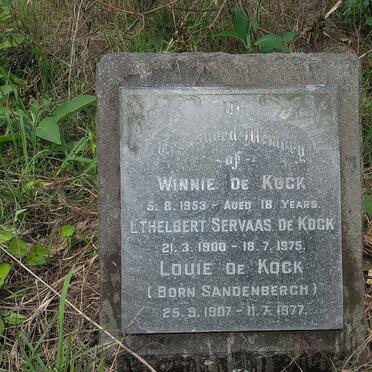 In
Loving Memory
of
WINNIE DE KOCK
5.8.1953 - AGED 18 YEARS.
ETHELBERT SERVAAS DE KOCK
21.3.1900 - 18.7.1975.
LOUIE DE KOCK
(BORN SANDENBERGH)
25.9.1907 - 11.7.1977.